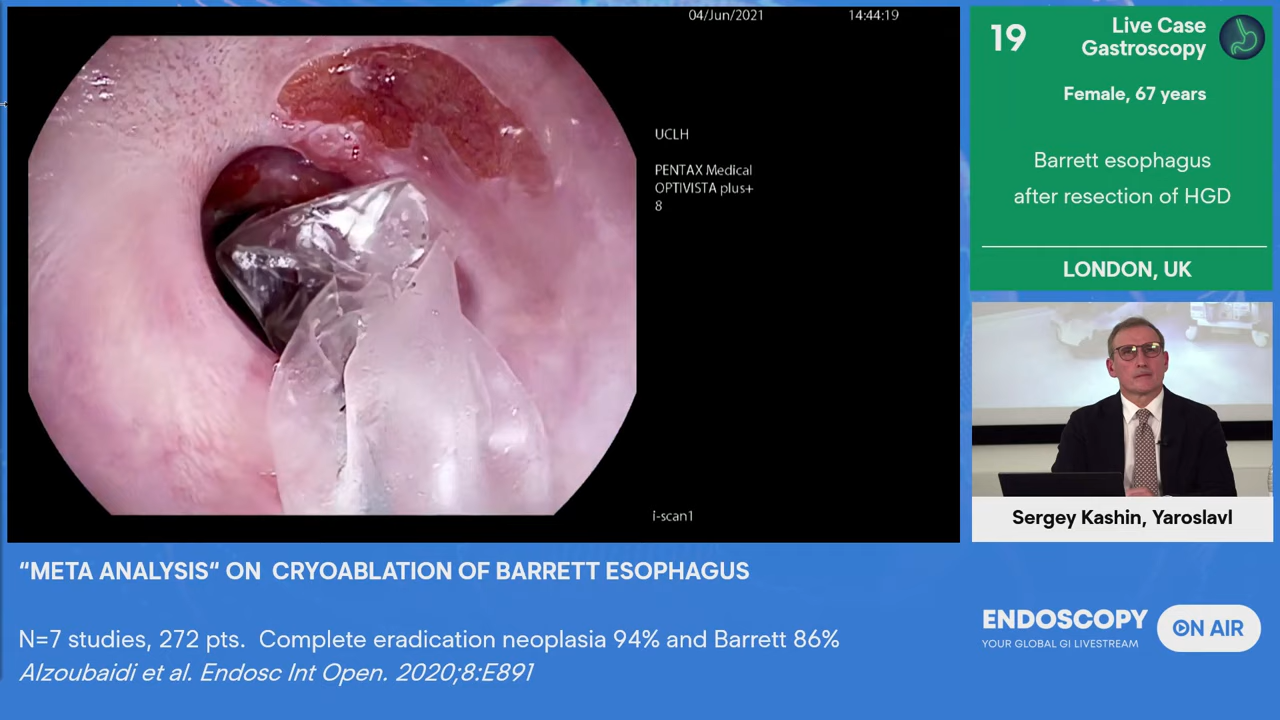 04/Jun/2021 14:44:19
UCLH
PENTAX Medical
OPTIVISTA plus+
8
i-scan1
19
Live Case
Gastroscopy
Female, 67 years
Barrett esophagus
after resection of HGD
LONDON, UK
Sergey Kashin, Yaroslavl
“META ANALYSIS“ ON CRYOABLATION OF BARRETT ESOPHAGUS
N=7 studies, 272 pts. Complete eradication neoplasia 94% and Barrett 86%
Alzoubaidi et al. Endosc Int Open. 2020;8:E891
ENDOSCOPY
YOUR GLOBAL GI LIVESTREAM
ON AIR